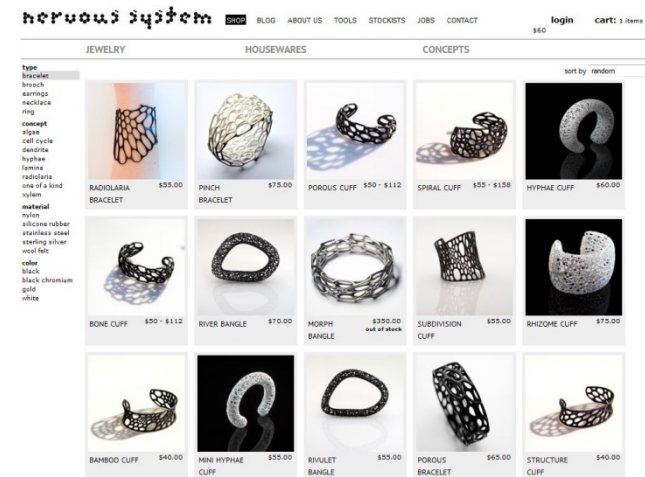 nervous system SHOP BLOG ABOUT US TOOLS STOCKISTS JOBS CONTACT login cart: 1 items
$60
JEWELRY HOUSEWARES CONCEPTS
sort by random
type
bracelet
brooch
earrings
necklace
ring
concept
algae
cell cycle
dendrite
hyphae
lamina
radiolaria
one of a kind
xylem
material
nylon
silicone rubber
stainless steel
sterling silver
wool felt
color
black
black chromium
gold
white
RADIOLARIA $55.00
BRACELET
PINCH $75.00
BRACELET
POROUS CUFF $50 - $112
SPIRAL CUFF $55 - $158
HYPHAE CUFF $60.00
BONE CUFF $50 - $112
RIVER BANGLE $70.00
MORPH $350.00
BANGLE out of stock
SUBDIVISION $55.00
CUFF
RHIZOME CUFF $75.00
BAMBOO CUFF $40.00
MINI HYPHAE $55.00
CUFF
RIVULET $55.00
BANGLE
POROUS $65.00
BRACELET
STRUCTURE $40.00
CUFF